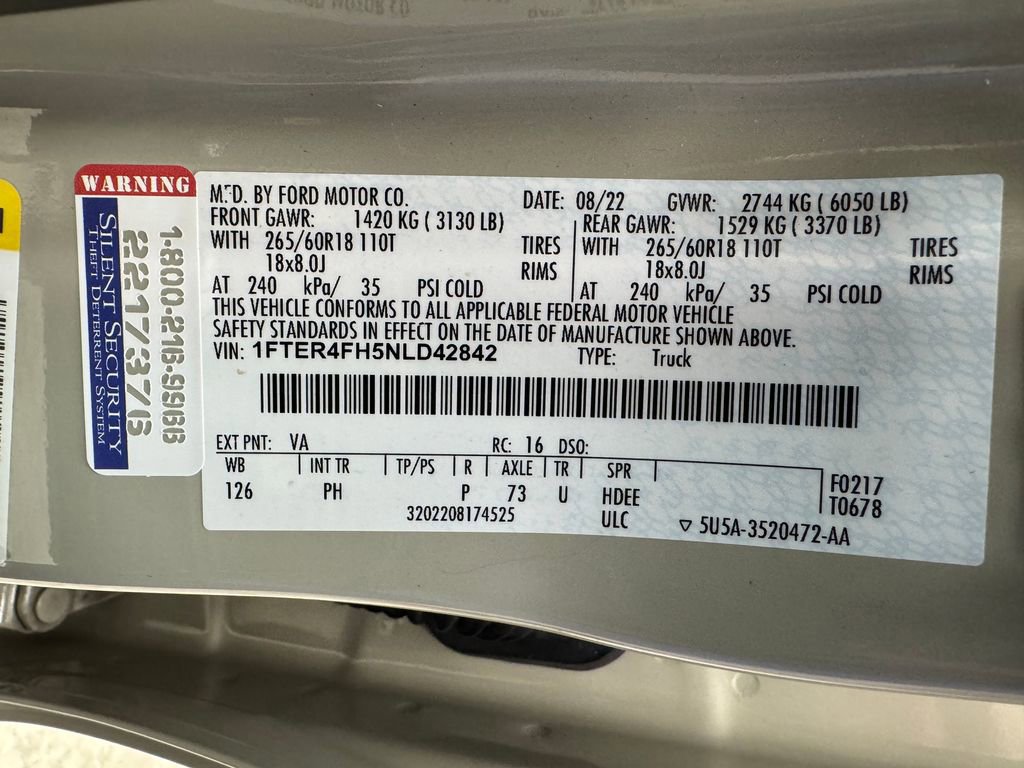 WARNING
SILENT SECURITY
THEFT DETERRENT SYSTEM
2217376
1-800-216-9966
MFD. BY FORD MOTOR CO. DATE: 08/22 GVWR: 2744 KG ( 6050 LB)
FRONT GAWR: 1420 KG ( 3130 LB) REAR GAWR: 1529 KG ( 3370 LB)
WITH 265/60R18 110T TIRES WITH 265/60R18 110T TIRES
18x8.0J RIMS 18x8.0J RIMS
AT 240 kPa/ 35 PSI COLD AT 240 kPa/ 35 PSI COLD
THIS VEHICLE CONFORMS TO ALL APPLICABLE FEDERAL MOTOR VEHICLE
SAFETY STANDARDS IN EFFECT ON THE DATE OF MANUFACTURE SHOWN ABOVE.
VIN: 1FTER4FH5NLD42842 TYPE: Truck
EXT PNT: VA RC: 16 DSO:
WB INT TR TP/PS R AXLE TR SPR F0217
126 PH P 73 U HDEE T0678
3202208174525 ULC 5U5A-3520472-AA